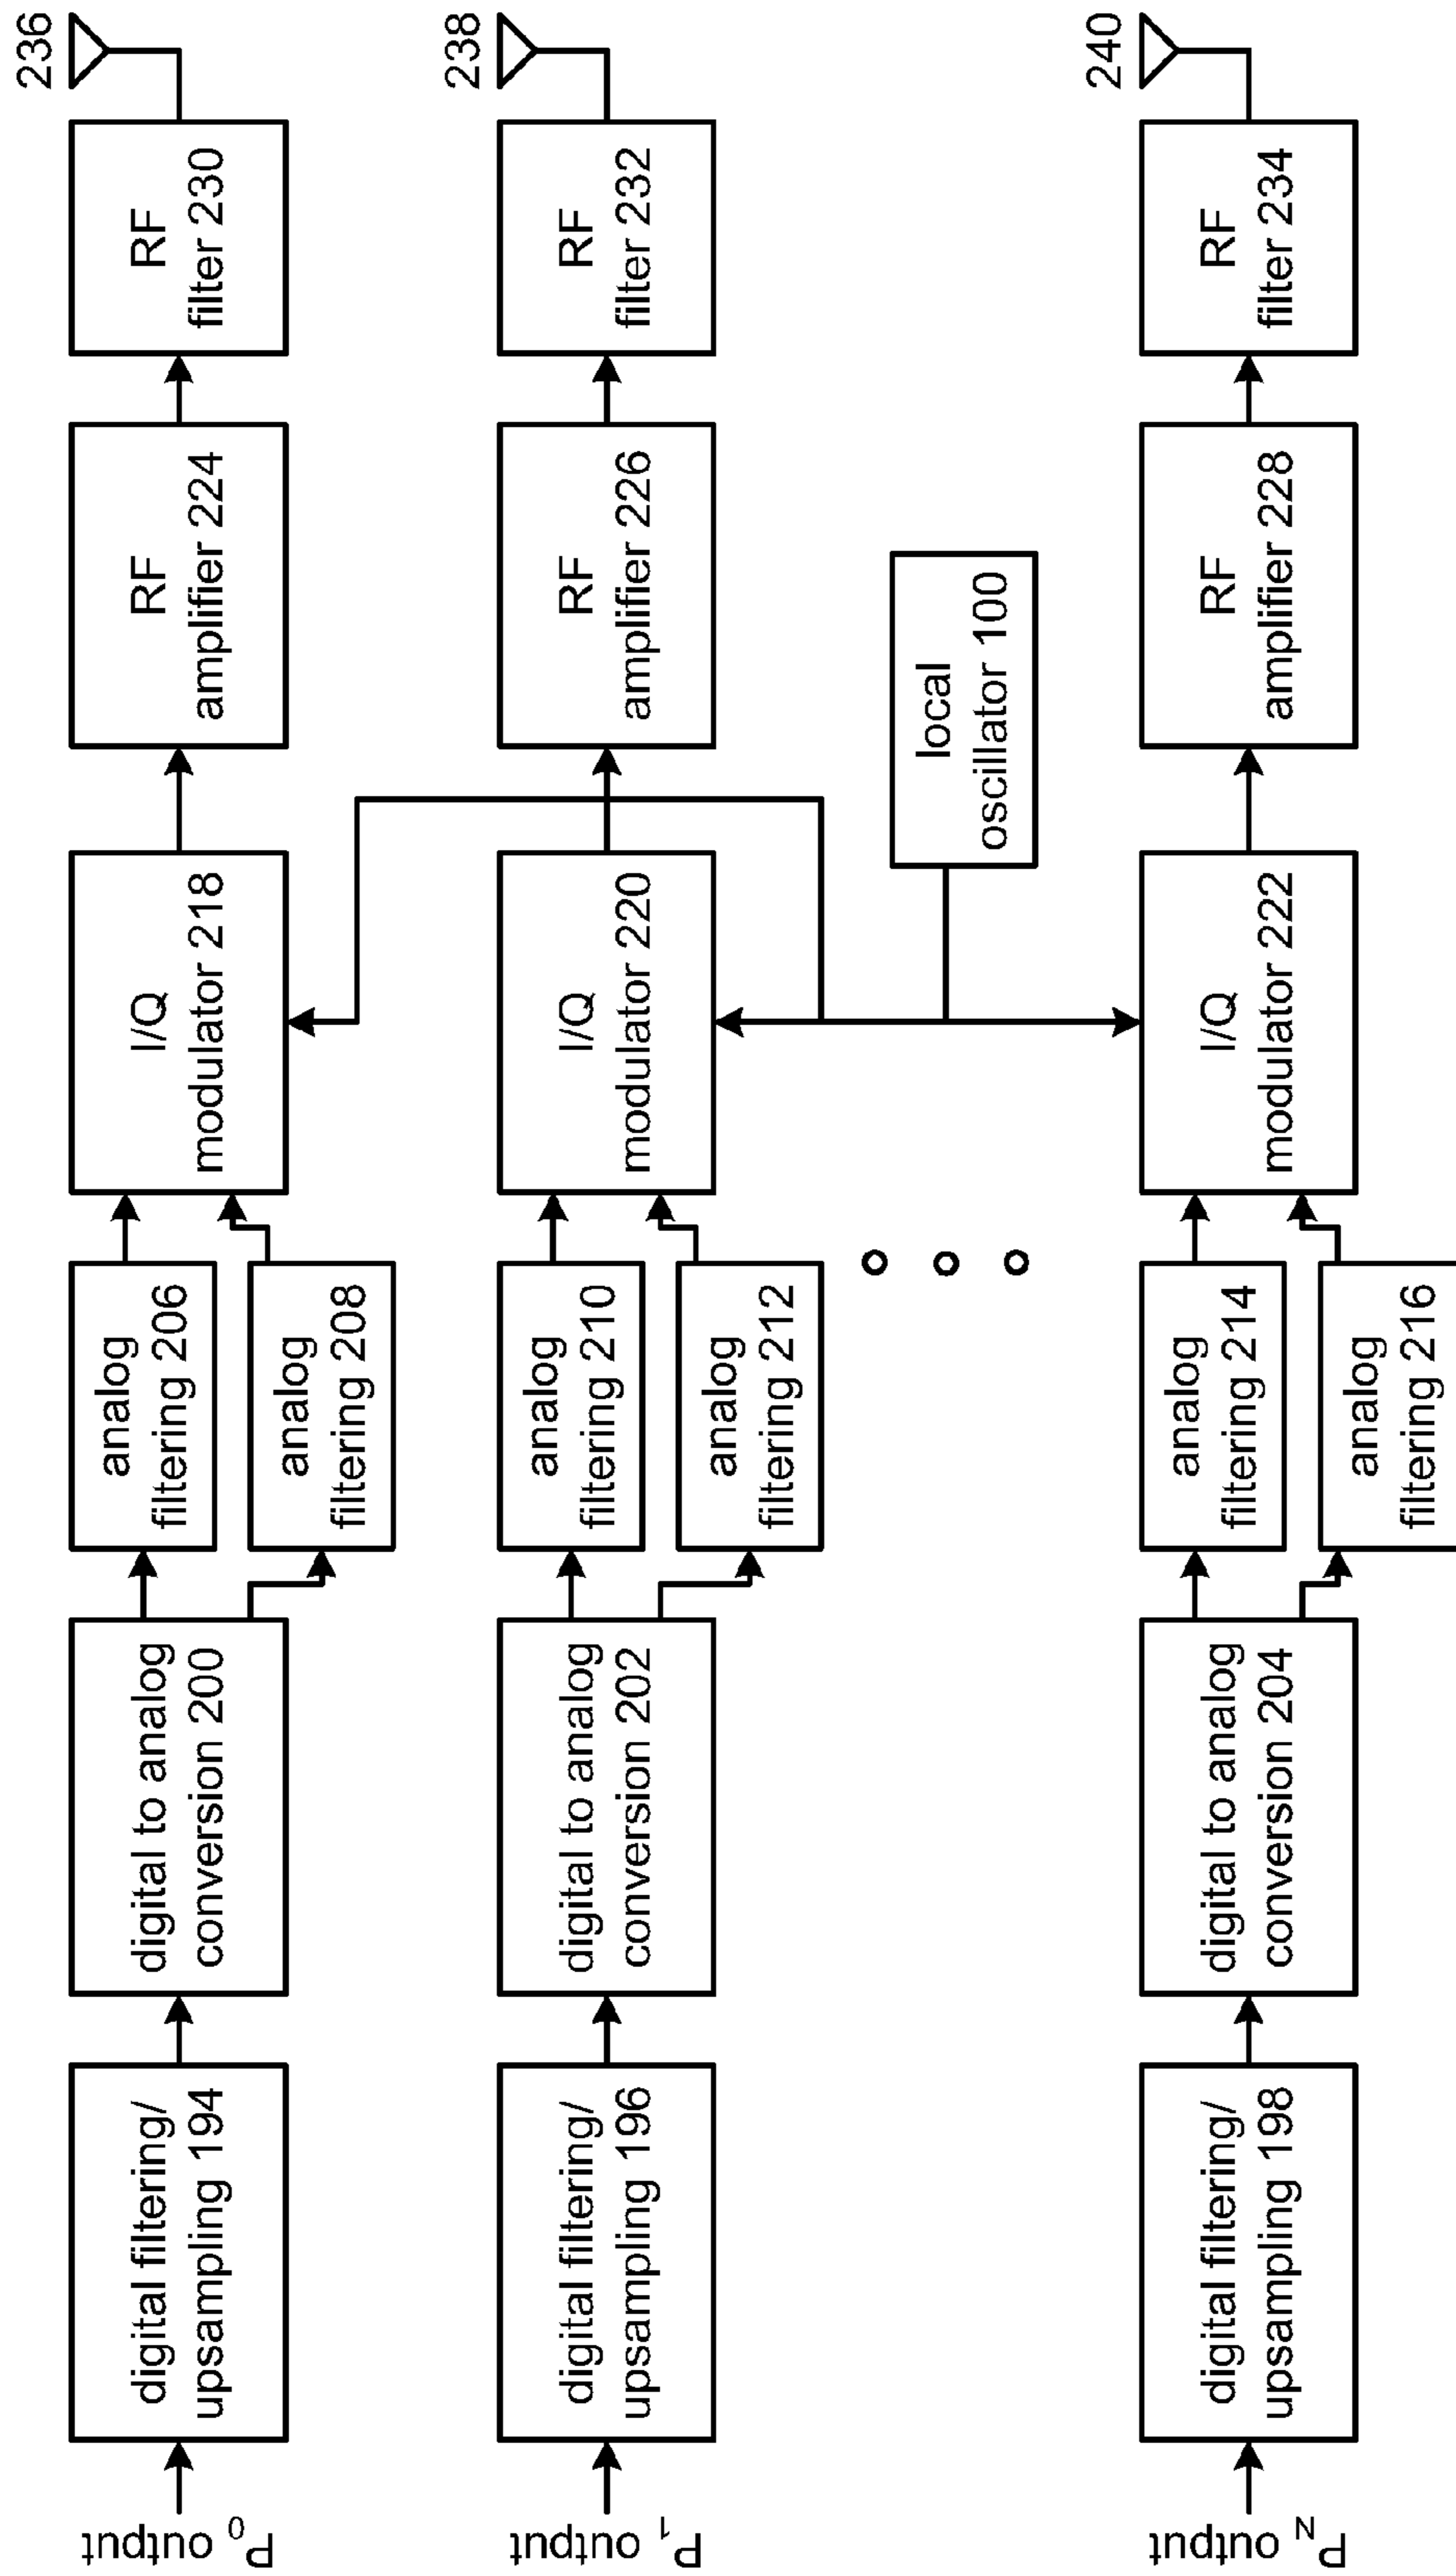 P0 output
digital filtering/
upsampling 194
digital to analog
conversion 200
analog
filtering 206
analog
filtering 208
I/Q
modulator 218
RF
amplifier 224
RF
filter 230
236
P1 output
digital filtering/
upsampling 196
digital to analog
conversion 202
analog
filtering 210
analog
filtering 212
I/Q
modulator 220
RF
amplifier 226
RF
filter 232
238
local
oscillator 100
PN output
digital filtering/
upsampling 198
digital to analog
conversion 204
analog
filtering 214
analog
filtering 216
I/Q
modulator 222
RF
amplifier 228
RF
filter 234
240